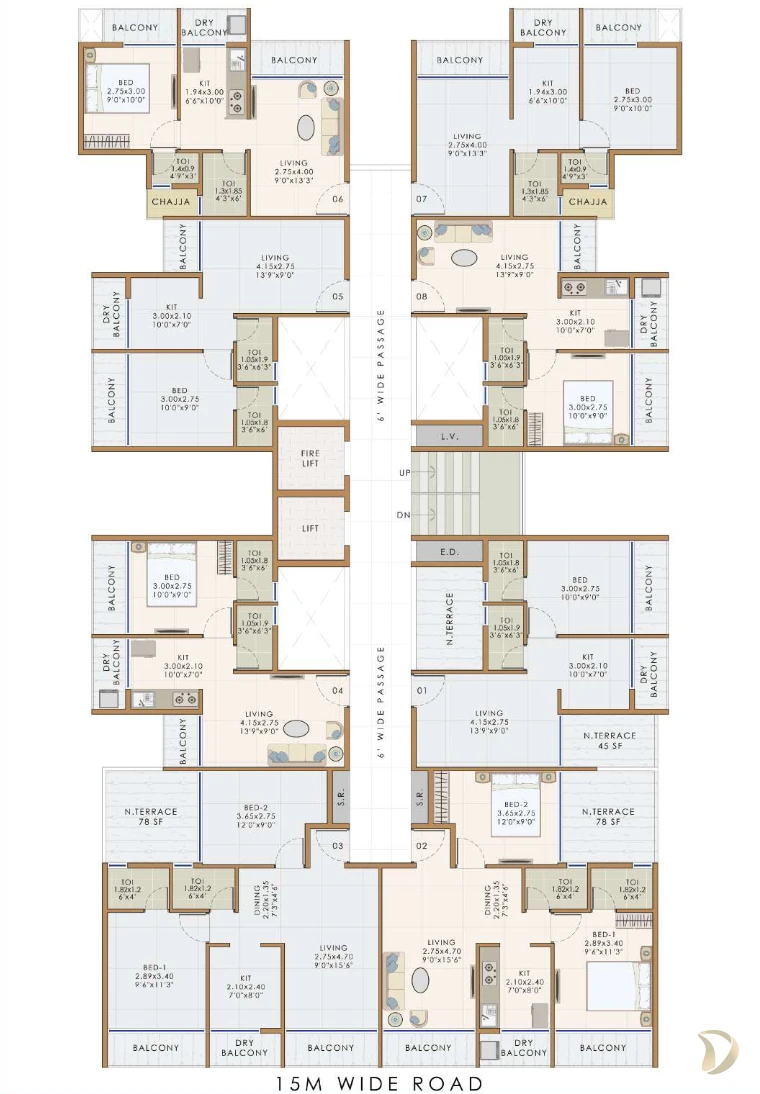 BALCONY
DRY
BALCONY
BED
2.75x3.00
9'0"x10'0"
KIT
1.94x3.00
6'6"x10'0"
BALCONY
LIVING
2.75x4.00
9'0"x13'3"
TOI
1.4x0.9
4'9"x3'
TOI
1.3x1.85
4'3"x6'
CHAJJA
06
BALCONY
DRY
BALCONY
BALCONY
KIT
1.94x3.00
6'6"x10'0"
BED
2.75x3.00
9'0"x10'0"
LIVING
2.75x4.00
9'0"x13'3"
TOI
1.3x1.85
4'3"x6'
TOI
1.4x0.9
4'9"x3'
CHAJJA
07
BALCONY
LIVING
4.15x2.75
13'9"x9'0"
05
DRY
BALCONY
KIT
3.00x2.10
10'0"x7'0"
TOI
1.05x1.9
3'6"x6'3"
BALCONY
BED
3.00x2.75
10'0"x9'0"
TOI
1.05x1.8
3'6"x6'
6' WIDE PASSAGE
LIVING
4.15x2.75
13'9"x9'0"
BALCONY
08
KIT
3.00x2.10
10'0"x7'0"
DRY
BALCONY
TOI
1.05x1.9
3'6"x6'3"
BED
3.00x2.75
10'0"x9'0"
BALCONY
TOI
1.05x1.8
3'6"x6'
L.V.
FIRE
LIFT
UP
DN
LIFT
E.D.
BALCONY
BED
3.00x2.75
10'0"x9'0"
TOI
1.05x1.8
3'6"x6'
TOI
1.05x1.9
3'6"x6'3"
DRY
BALCONY
KIT
3.00x2.10
10'0"x7'0"
04
BALCONY
LIVING
4.15x2.75
13'9"x9'0"
6' WIDE PASSAGE
N.TERRACE
TOI
1.05x1.8
3'6"x6'
BED
3.00x2.75
10'0"x9'0"
BALCONY
TOI
1.05x1.9
3'6"x6'3"
KIT
3.00x2.10
10'0"x7'0"
DRY
BALCONY
01
LIVING
4.15x2.75
13'9"x9'0"
N.TERRACE
45 SF
N.TERRACE
78 SF
BED-2
3.65x2.75
12'0"x9'0"
S.R.
03
S.R.
02
BED-2
3.65x2.75
12'0"x9'0"
N.TERRACE
78 SF
TOI
1.82x1.2
6'x4'
TOI
1.82x1.2
6'x4'
DINING
2.20x1.35
7'3"x4'6"
BED-1
2.89x3.40
9'6"x11'3"
KIT
2.10x2.40
7'0"x8'0"
LIVING
2.75x4.70
9'0"x15'6"
BALCONY
DRY
BALCONY
BALCONY
DINING
2.20x1.35
7'3"x4'6"
TOI
1.82x1.2
6'x4'
TOI
1.82x1.2
6'x4'
LIVING
2.75x4.70
9'0"x15'6"
KIT
2.10x2.40
7'0"x8'0"
BED-1
2.89x3.40
9'6"x11'3"
BALCONY
DRY
BALCONY
BALCONY
15M WIDE ROAD